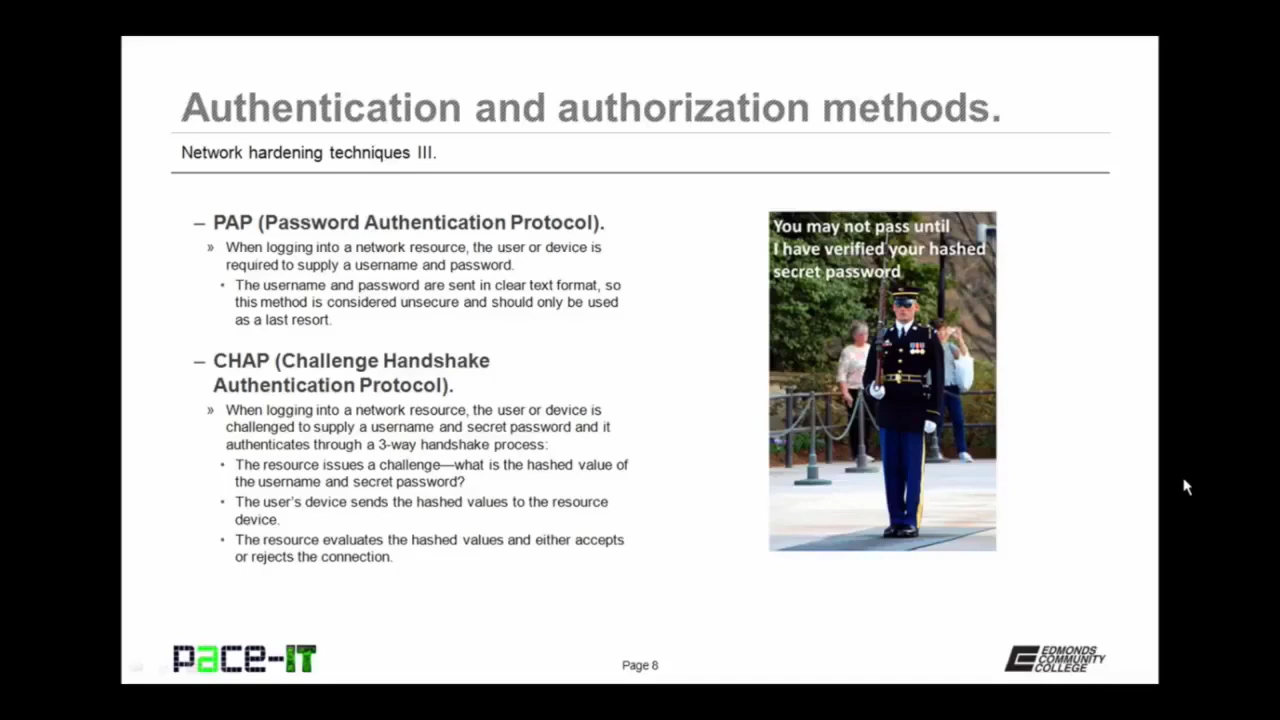 Authentication and authorization methods.
Network hardening techniques III.
– PAP (Password Authentication Protocol).
» When logging into a network resource, the user or device is
required to supply a username and password.
• The username and password are sent in clear text format, so
this method is considered unsecure and should only be used
as a last resort.
– CHAP (Challenge Handshake
Authentication Protocol).
» When logging into a network resource, the user or device is
challenged to supply a username and secret password and it
authenticates through a 3-way handshake process:
• The resource issues a challenge—what is the hashed value of
the username and secret password?
• The user's device sends the hashed values to the resource
device.
• The resource evaluates the hashed values and either accepts
or rejects the connection.
You may not pass until
I have verified your hashed
secret password
pace-IT
Page 8
EDMONDS
COMMUNITY
COLLEGE